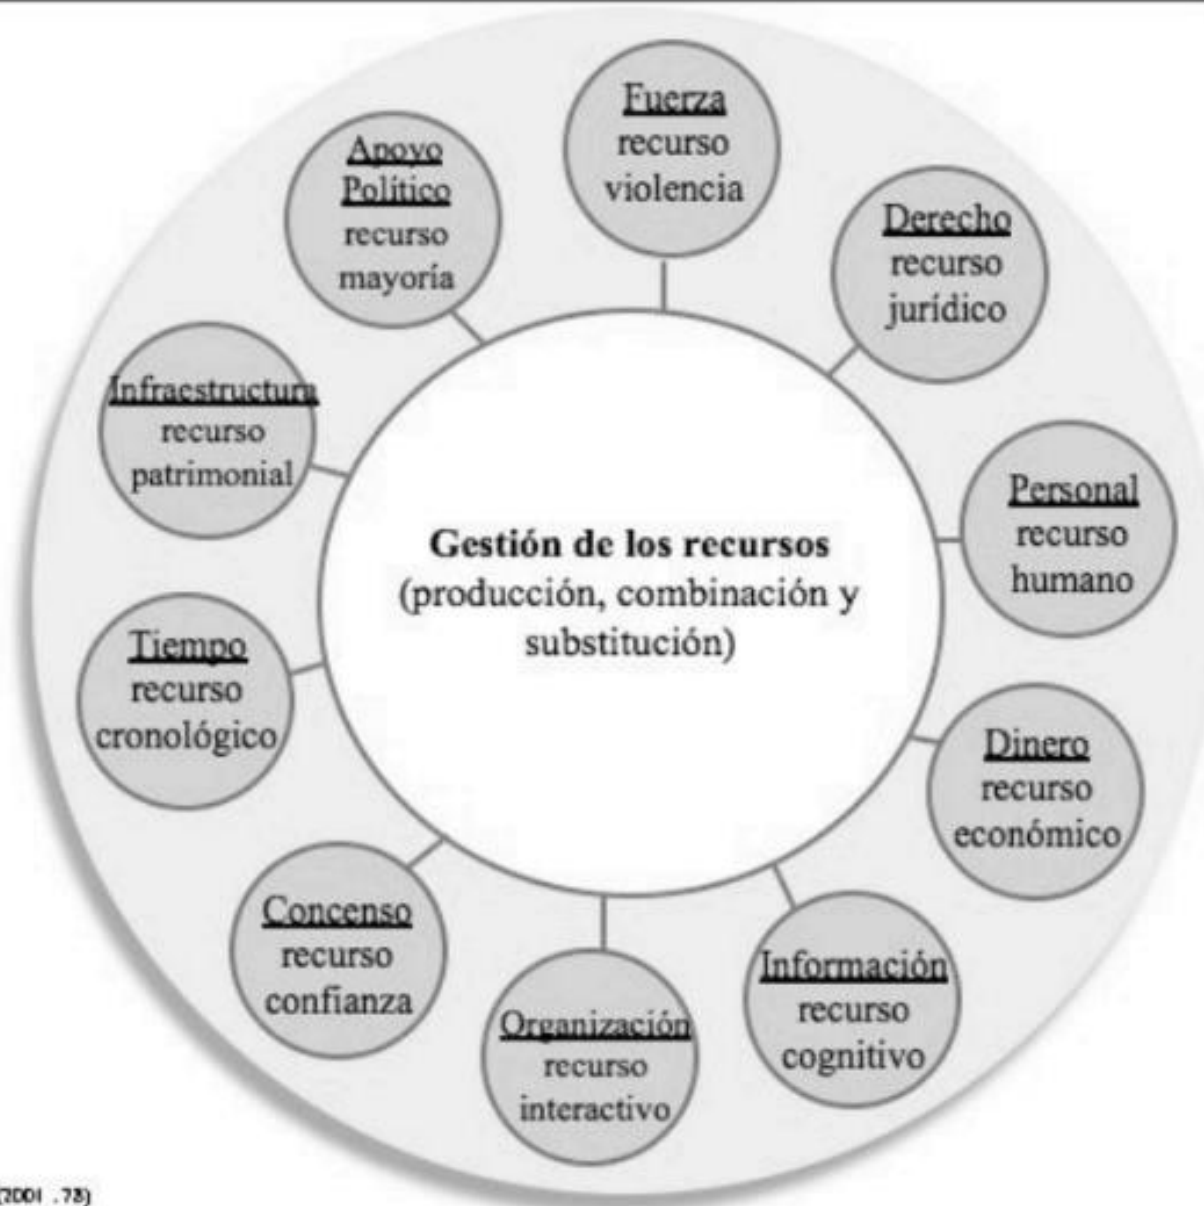 Fuerza
recurso
violencia
Apoyo
Político
recurso
mayoría
Derecho
recurso
jurídico
Infraestructura
recurso
patrimonial
Personal
recurso
humano
Gestión de los recursos
(producción, combinación y
substitución)
Tiempo
recurso
cronológico
Dinero
recurso
económico
Concenso
recurso
confianza
Información
recurso
cognitivo
Organización
recurso
interactivo
(2001 .78)